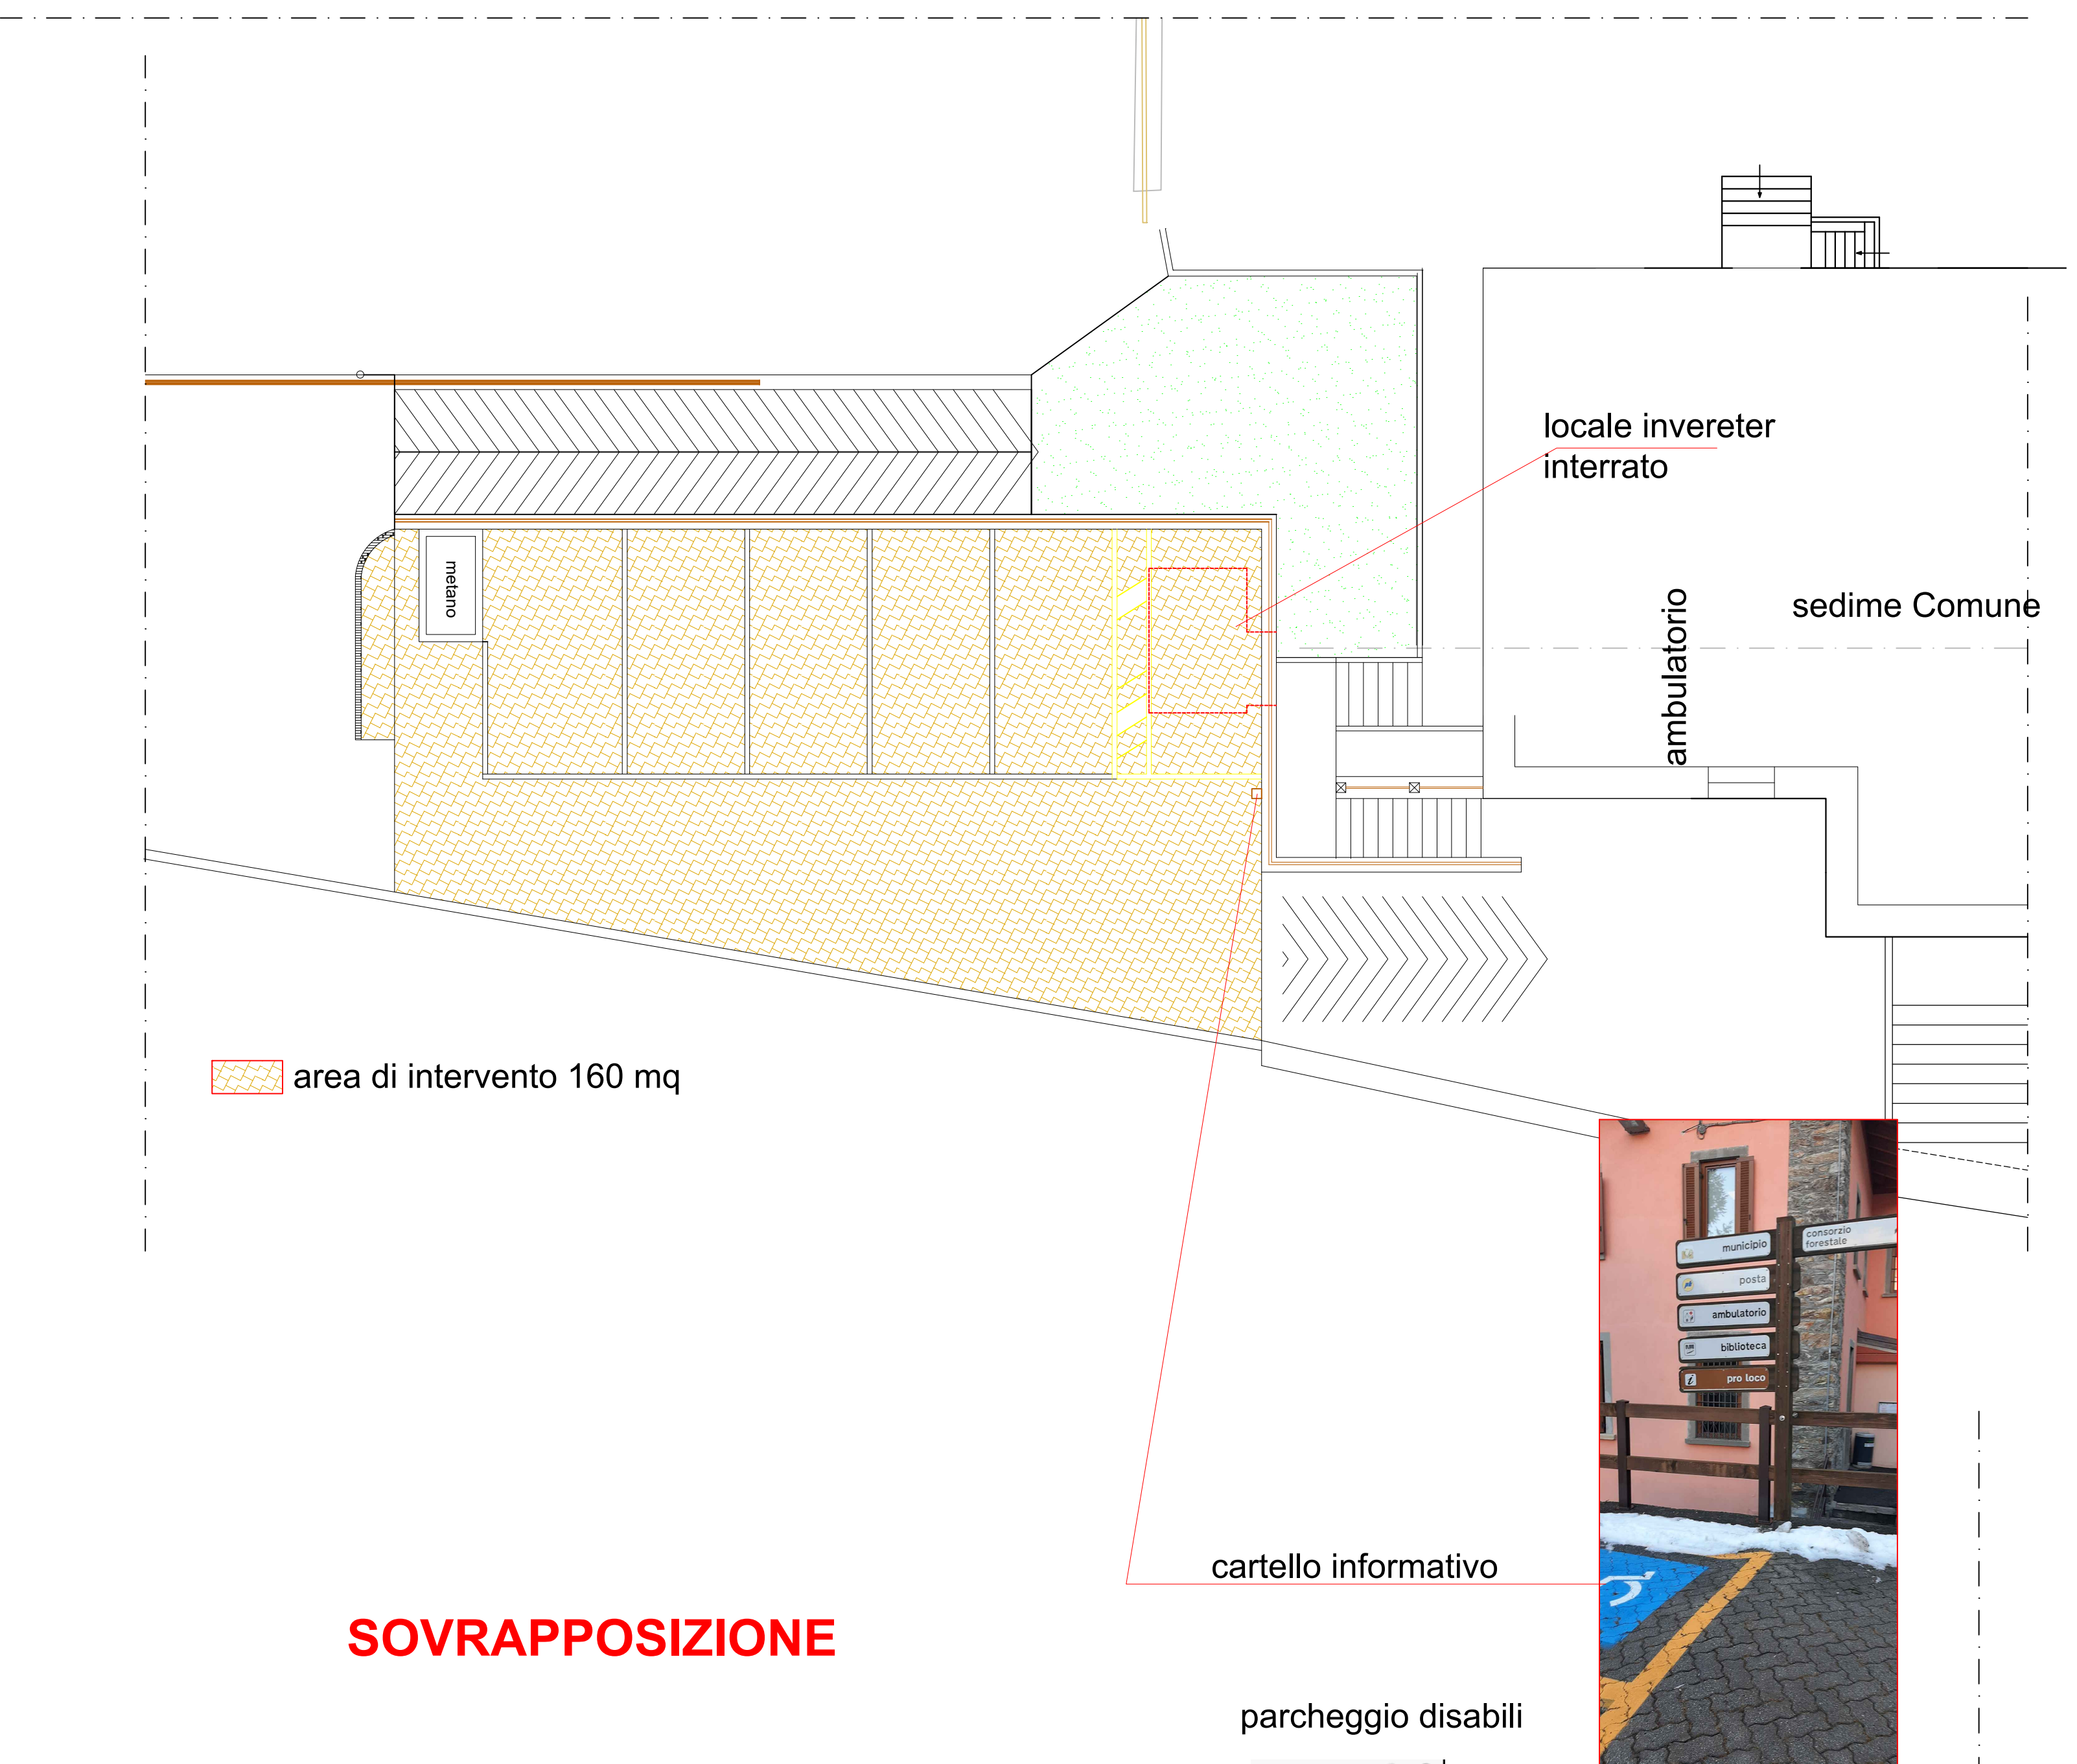 locale invereter
interrato
metano
ambulatorio
sedime Comune
area di intervento 160 mq
municipio
consorzio
forestale
posta
ambulatorio
biblioteca
i
pro loco
cartello informativo
SOVRAPPOSIZIONE
parcheggio disabili